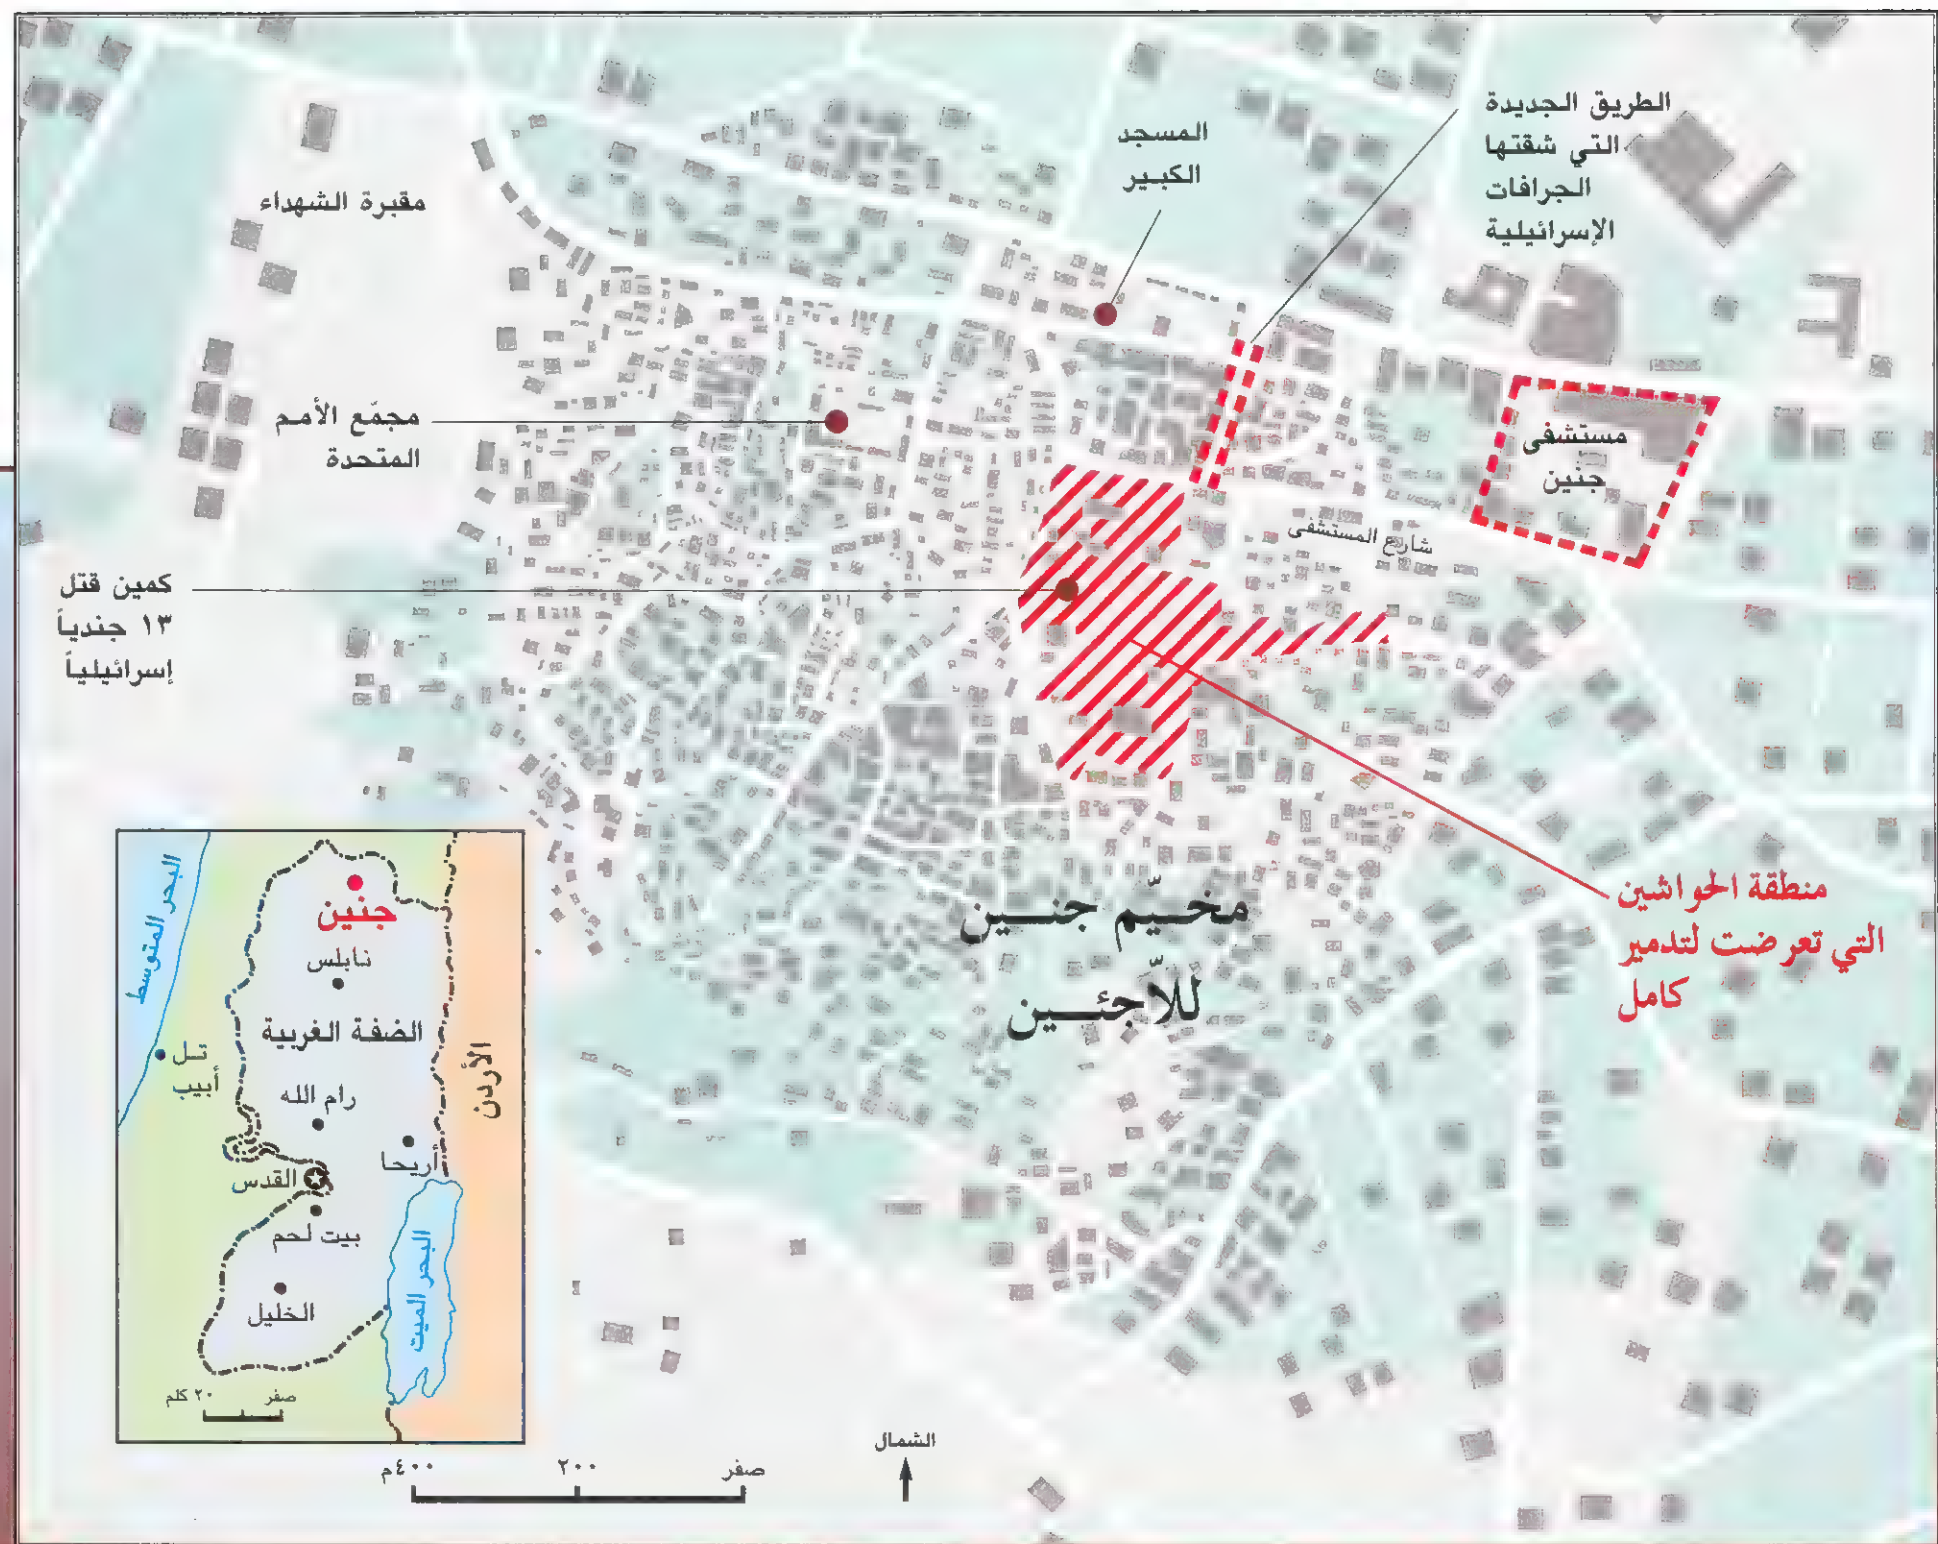 الطريق الجديدة
التي شقتها
الجرافات
الإسرائيلية
المسجد
الكبير
مقبرة الشهداء
مجمّع الأمم
المتحدة
مستشفى
جنين
شارع المستشفى
كمين قتل
١٣ جندياً
إسرائيلياً
منطقة الحواشين
التي تعرضت لتدمير
كامل
مخيّم جنين
للاّجئين
البحر المتوسط
جنين
نابلس
الضفة الغربية
تل
أبيب
رام الله
الأردن
أريحا
القدس
بيت لحم
البحر الميت
الخليل
صفر ٢٠ كلم
الشمال
صفر ٢٠٠ ٤٠٠م